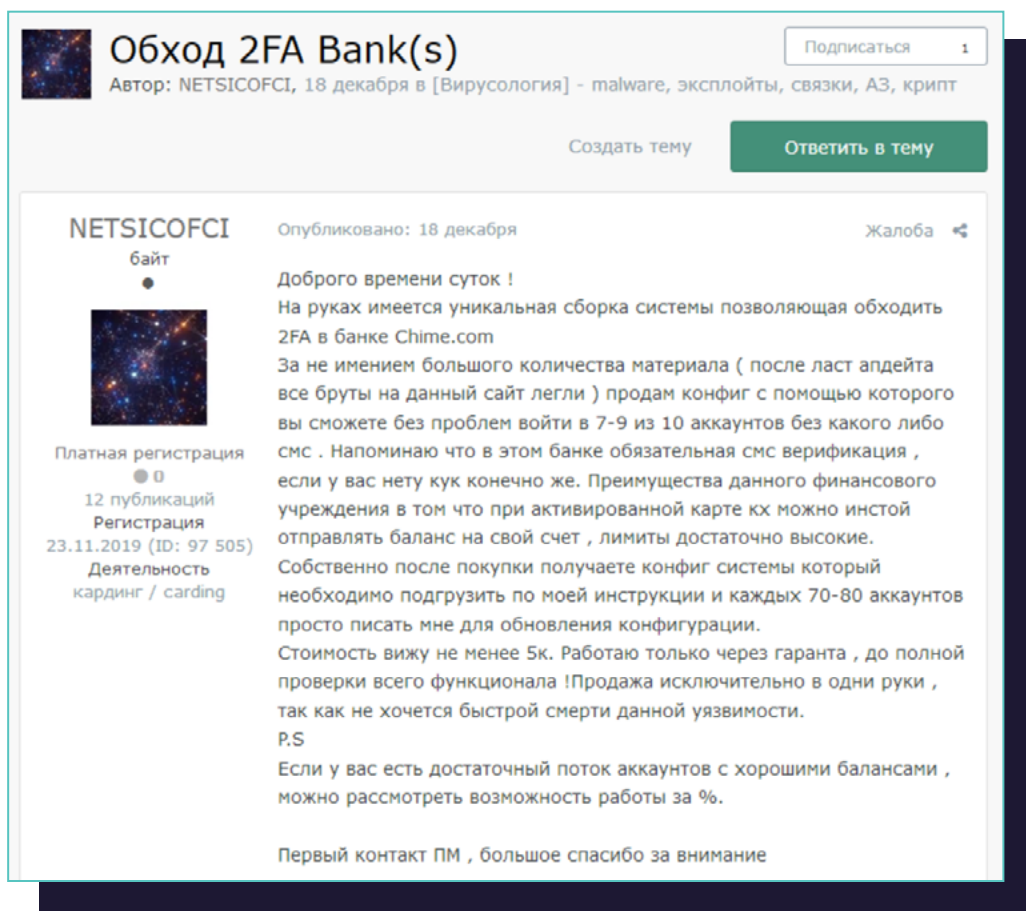 Обход 2FA Bank(s)
Подписаться 1
Автор: NETSICOFCI, 18 декабря в [Вирусология] - malware, эксплойты, связки, АЗ, крипт
Создать тему
Ответить в тему
NETSICOFCI
байт
Платная регистрация
0
12 публикаций
Регистрация
23.11.2019 (ID: 97 505)
Деятельность
кардинг / carding
Опубликовано: 18 декабря
Жалоба
Доброго времени суток !
На руках имеется уникальная сборка системы позволяющая обходить
2FA в банке Chime.com
За не имением большого количества материала ( после ласт апдейта
все бруты на данный сайт легли ) продам конфиг с помощью которого
вы сможете без проблем войти в 7-9 из 10 аккаунтов без какого либо
смс . Напоминаю что в этом банке обязательная смс верификация ,
если у вас нету кук конечно же. Преимущества данного финансового
учреждения в том что при активированной карте кх можно инстой
отправлять баланс на свой счет , лимиты достаточно высокие.
Собственно после покупки получаете конфиг системы который
необходимо подгрузить по моей инструкции и каждых 70-80 аккаунтов
просто писать мне для обновления конфигурации.
Стоимость вижу не менее 5к. Работаю только через гаранта , до полной
проверки всего функционала !Продажа исключительно в одни руки ,
так как не хочется быстрой смерти данной уязвимости.
P.S
Если у вас есть достаточный поток аккаунтов с хорошими балансами ,
можно рассмотреть возможность работы за %.
Первый контакт ПМ , большое спасибо за внимание